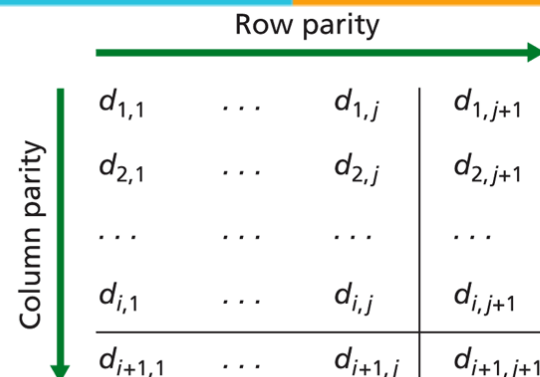 Row parity
Column parity
d1,1 ... d1,j d1,j+1
d2,1 ... d2,j d2,j+1
... ... ... ...
di,1 ... di,j di,j+1
di+1,1 ... di+1,j di+1,j+1